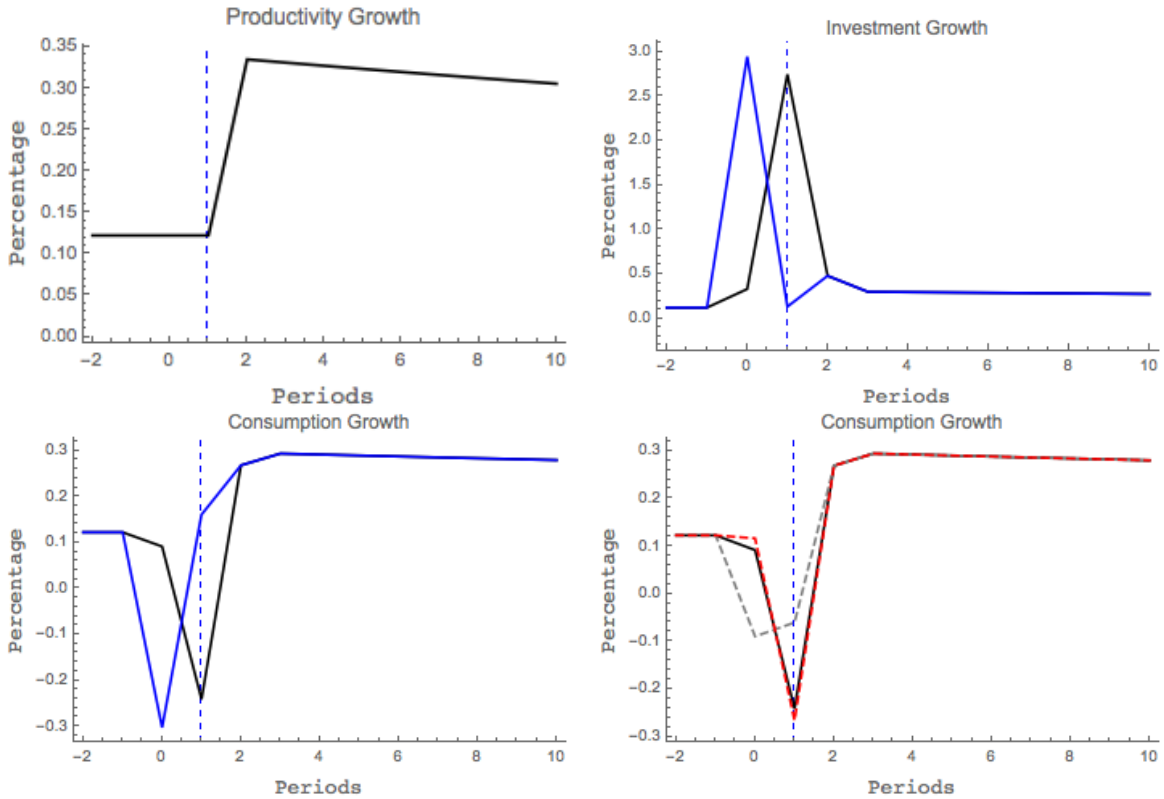 Productivity Growth
Percentage
0.35
0.30
0.25
0.20
0.15
0.10
0.05
0.00
−2 0 2 4 6 8 10
Periods
Investment Growth
Percentage
3.0
2.5
2.0
1.5
1.0
0.5
0.0
−2 0 2 4 6 8 10
Periods
Consumption Growth
Percentage
0.3
0.2
0.1
0.0
−0.1
−0.2
−0.3
−2 0 2 4 6 8 10
Periods
Consumption Growth
Percentage
0.3
0.2
0.1
0.0
−0.1
−0.2
−0.3
−2 0 2 4 6 8 10
Periods